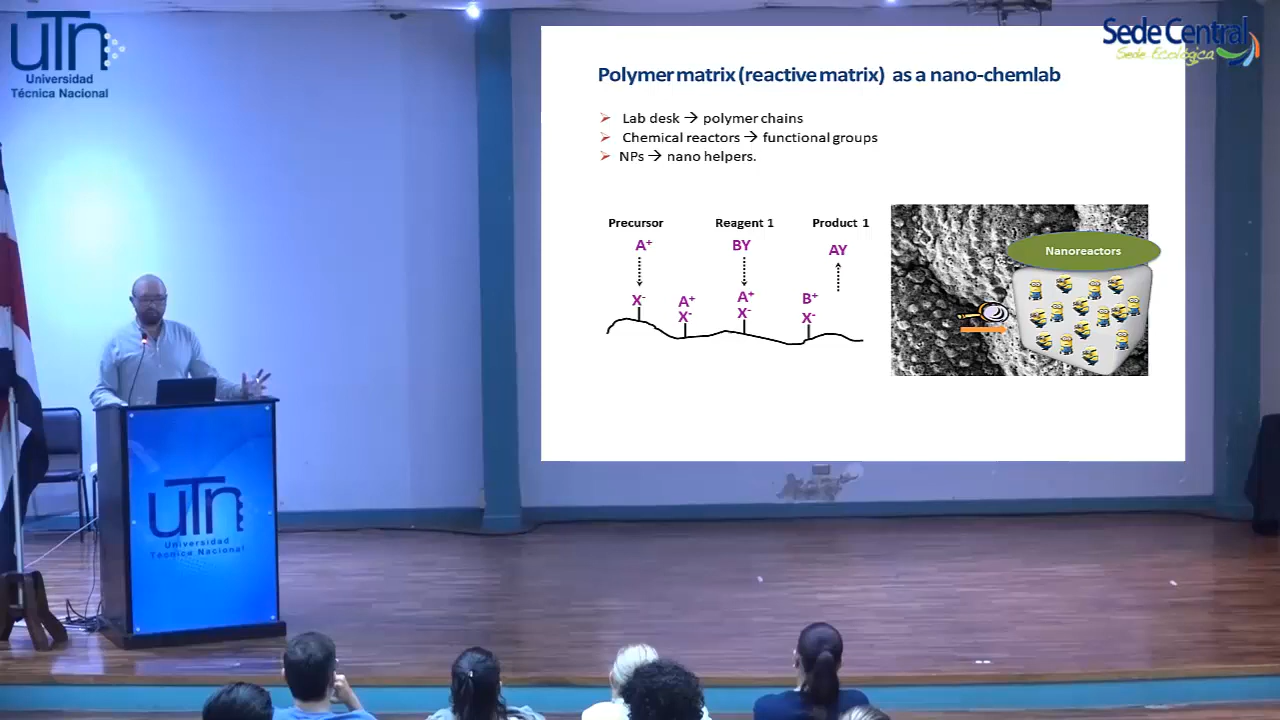 uTn
Universidad
Técnica Nacional
Sede Central
Sede Ecológica
Polymer matrix (reactive matrix) as a nano-chemlab
➢ Lab desk → polymer chains
➢ Chemical reactors → functional groups
➢ NPs → nano helpers.
Precursor Reagent 1 Product 1
A⁺ BY AY
X⁻ A⁺ A⁺ B⁺
X⁻ X⁻ X⁻
Nanoreactors
uTn
Universidad
Técnica Nacional